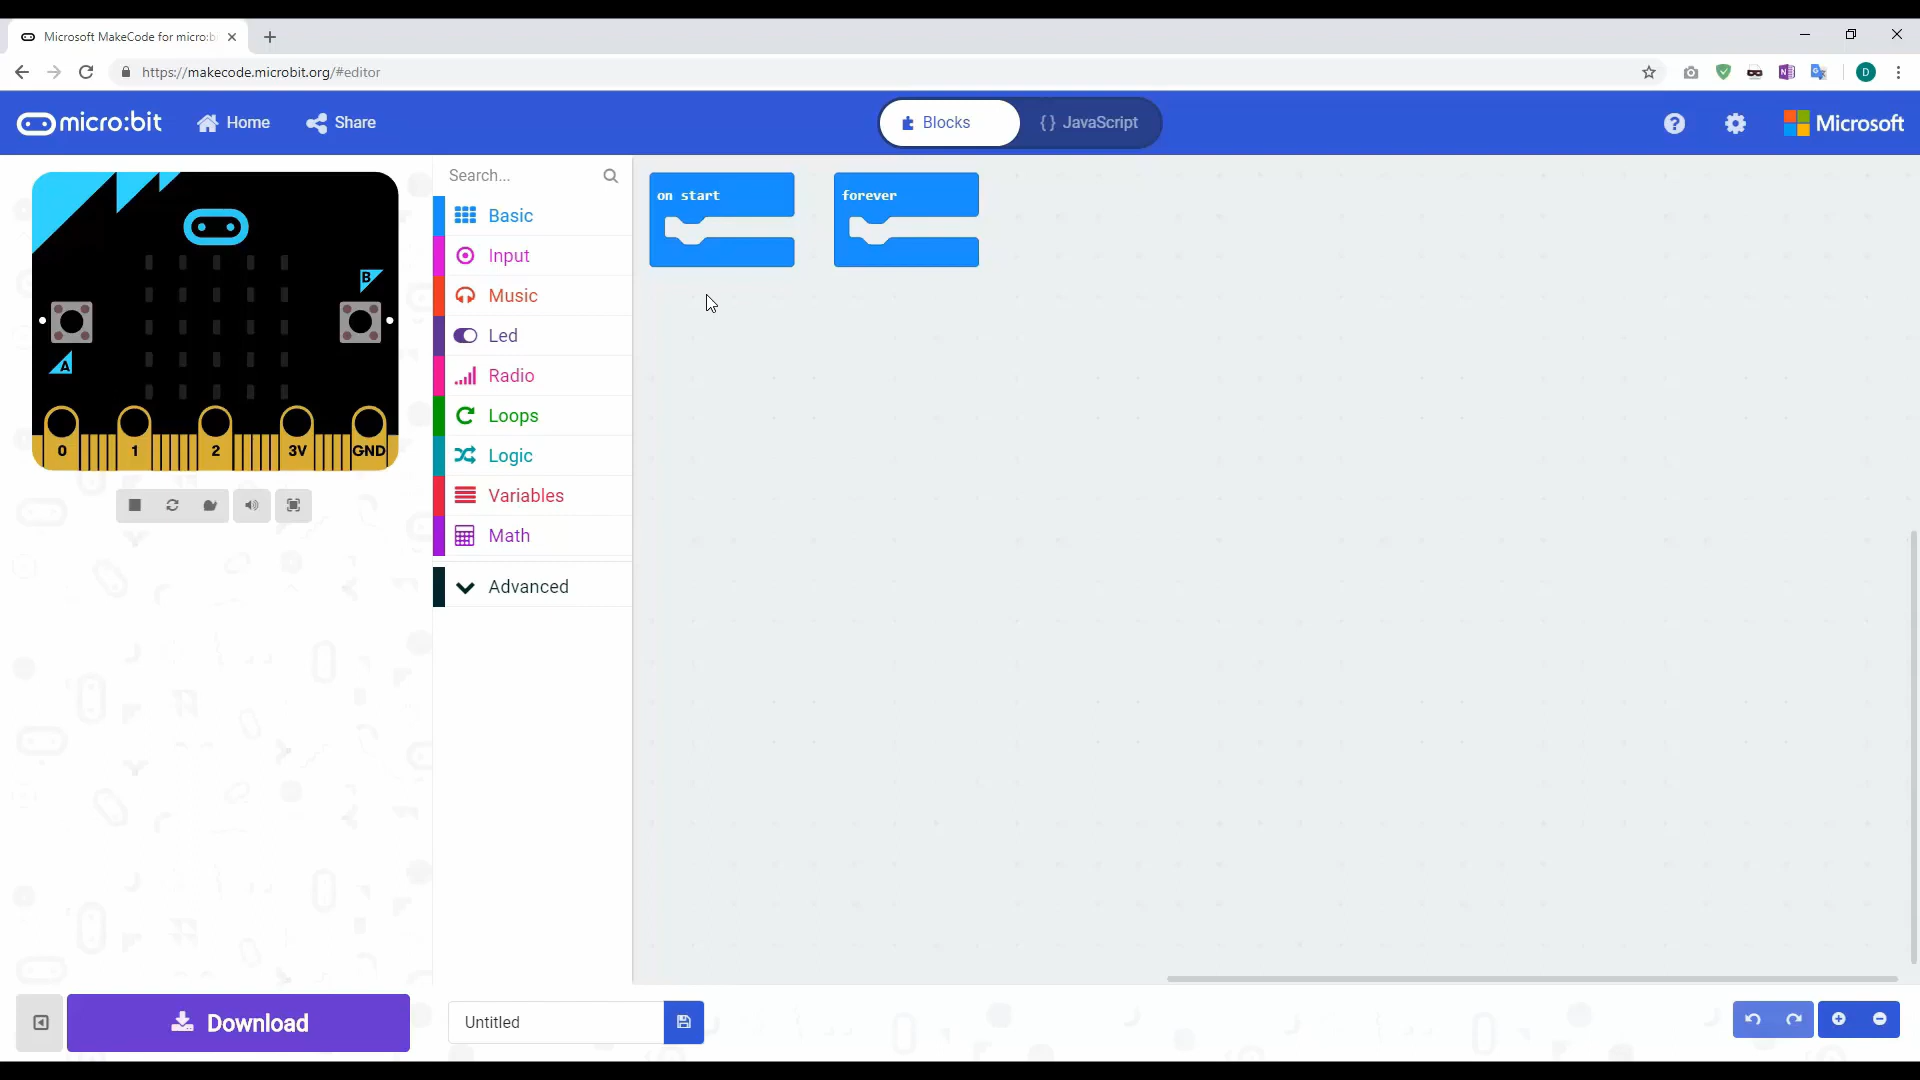 Microsoft MakeCode for micro:b
https://makecode.microbit.org/#editor
D
micro:bit
Home
Share
Blocks
{} JavaScript
?
Microsoft
Search...
Basic
Input
Music
Led
Radio
Loops
Logic
Variables
Math
Advanced
on start
forever
B
A
0
1
2
3V
GND
Download
Untitled